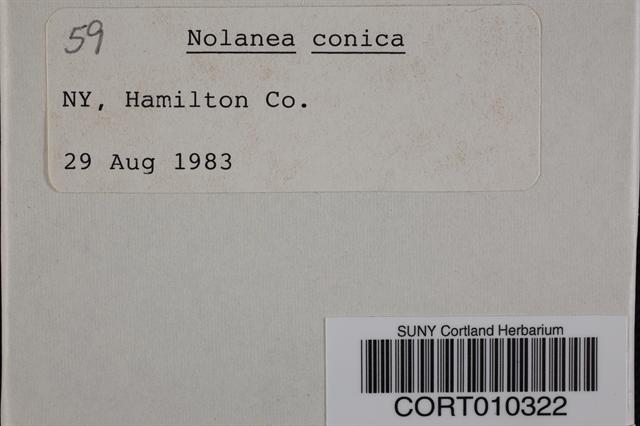 59 Nolanea conica
NY, Hamilton Co.
29 Aug 1983
SUNY Cortland Herbarium
CORT010322